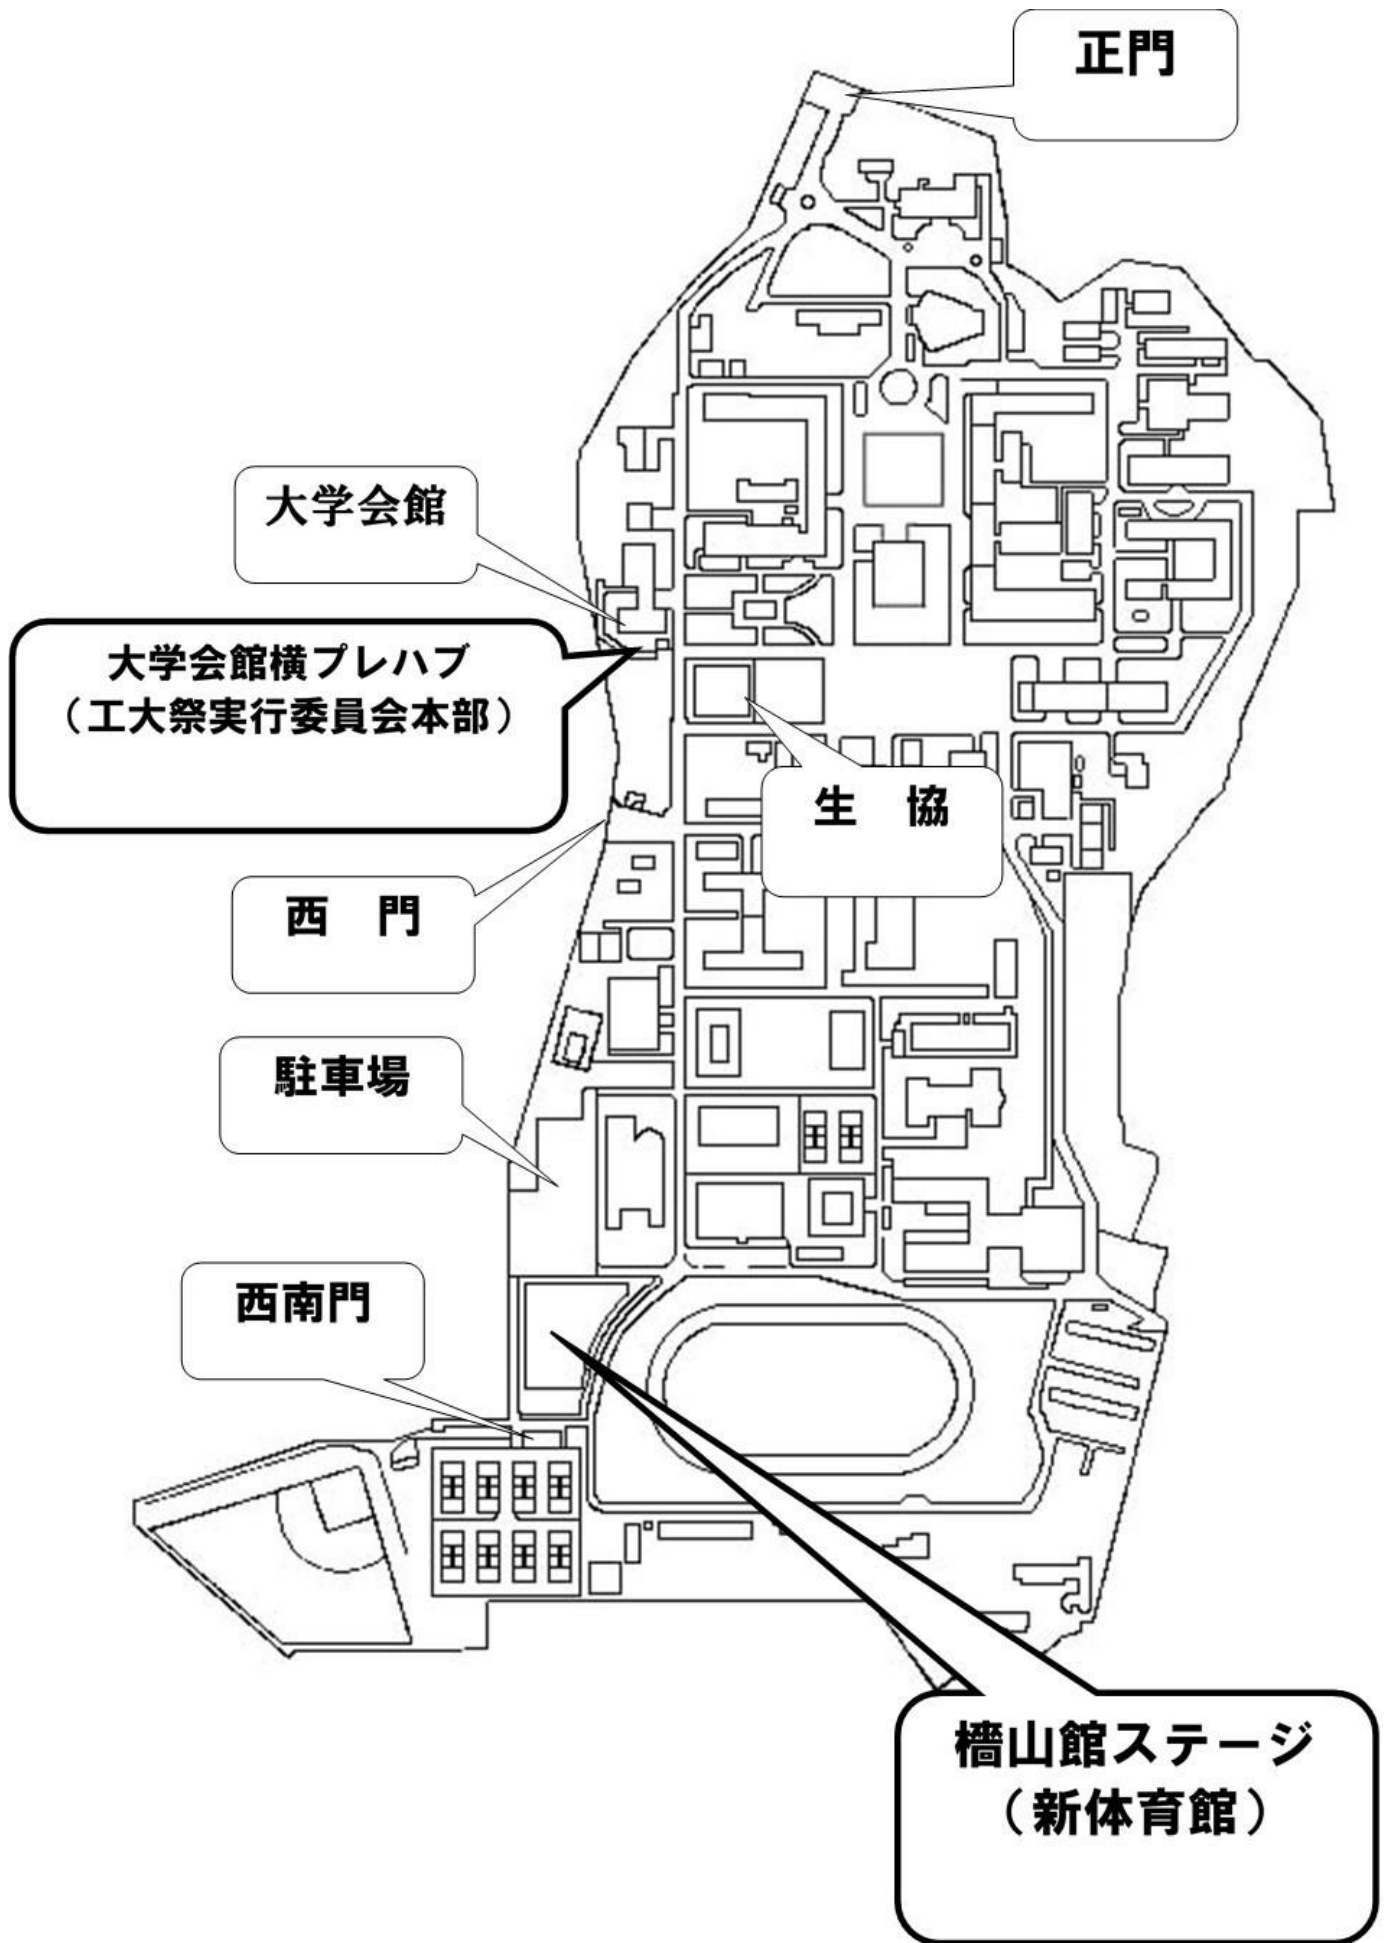 正門
大学会館
大学会館横プレハブ
（工大祭実行委員会本部）
生　協
西　門
駐車場
西南門
檣山館ステージ
（新体育館）